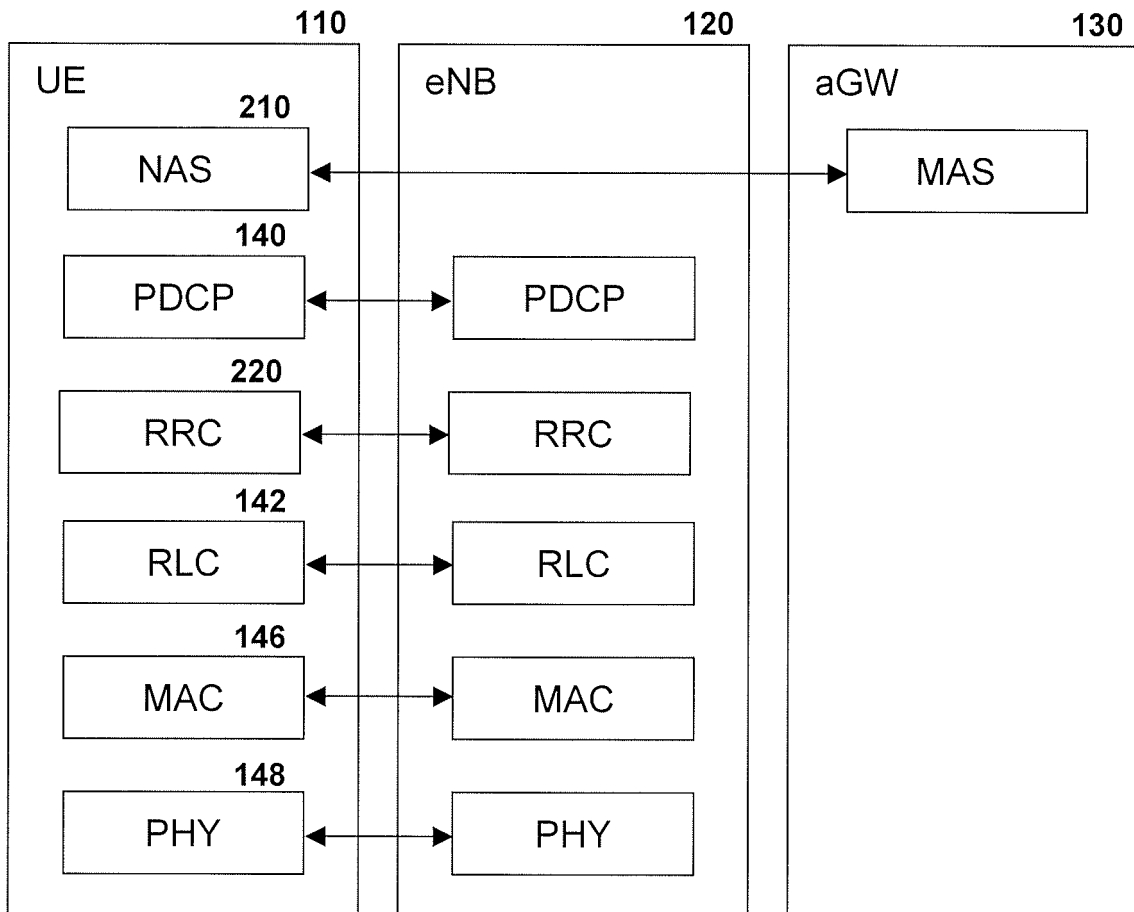 110
120
130
UE
eNB
aGW
210
NAS
MAS
140
PDCP
PDCP
220
RRC
RRC
142
RLC
RLC
146
MAC
MAC
148
PHY
PHY